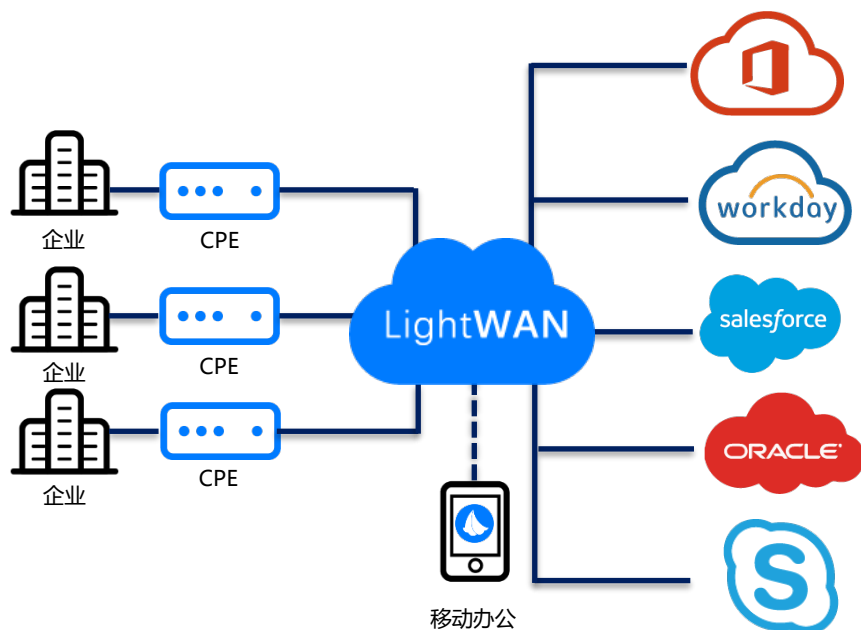 企业
CPE
企业
CPE
企业
CPE
LightWAN
移动办公
workday
salesforce
ORACLE
S